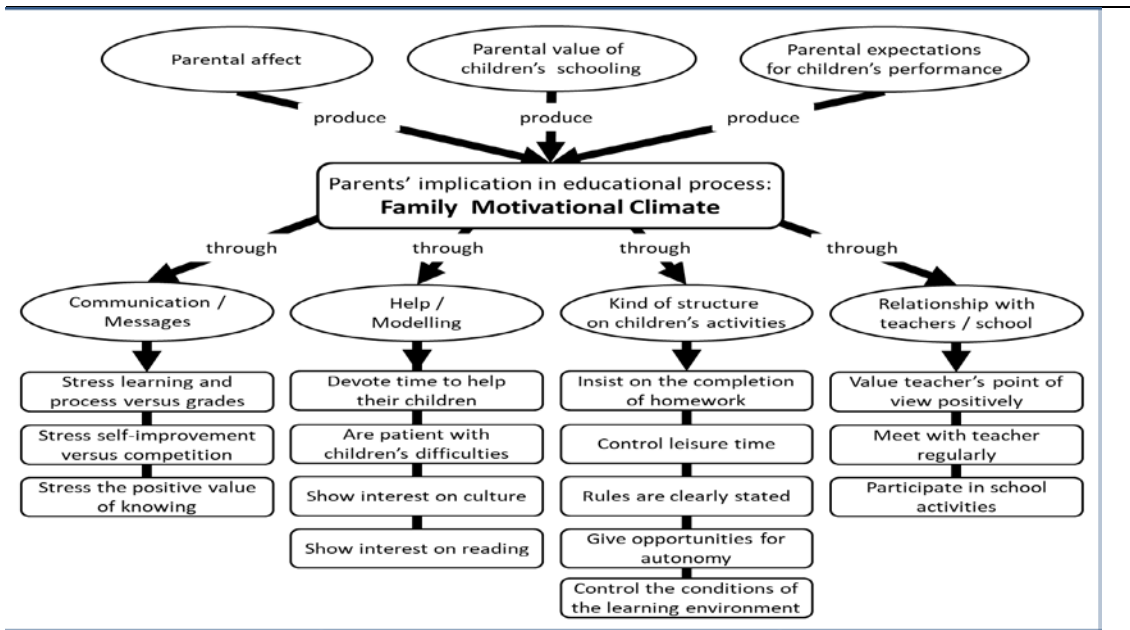 Parental affect
Parental value of
children's schooling
Parental expectations
for children's performance
produce
produce
produce
Parents' implication in educational process:
Family Motivational Climate
through
through
through
through
Communication /
Messages
Help /
Modelling
Kind of structure
on children's activities
Relationship with
teachers / school
Stress learning and
process versus grades
Stress self-improvement
versus competition
Stress the positive value
of knowing
Devote time to help
their children
Are patient with
children's difficulties
Show interest on culture
Show interest on reading
Insist on the completion
of homework
Control leisure time
Rules are clearly stated
Give opportunities for
autonomy
Control the conditions of
the learning environment
Value teacher's point of
view positively
Meet with teacher
regularly
Participate in school
activities